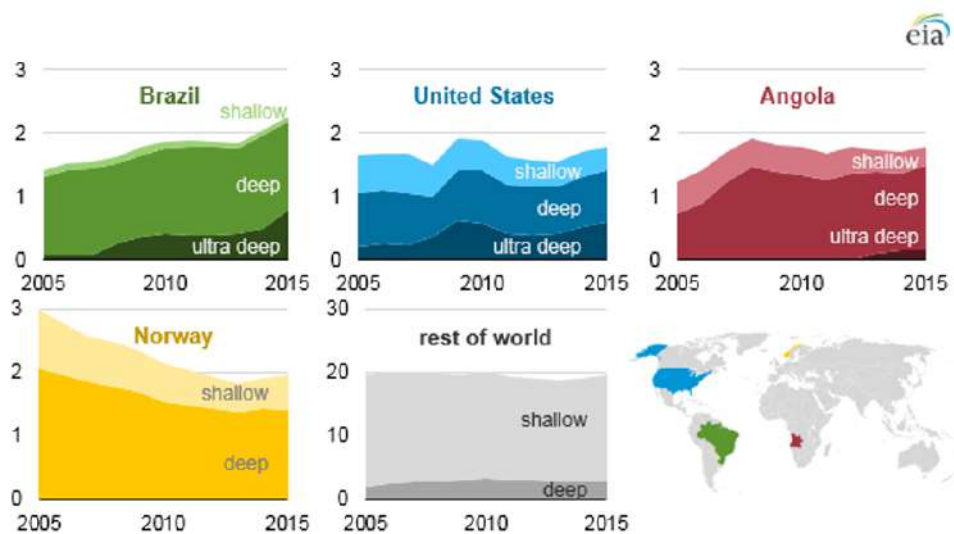 eia
3
2
1
0
Brazil
shallow
deep
ultra deep
2005 2010 2015
3
2
1
0
United States
shallow
deep
ultra deep
2005 2010 2015
3
2
1
0
Angola
shallow
deep
ultra deep
2005 2010 2015
3
2
1
0
Norway
shallow
deep
2005 2010 2015
30
20
10
0
rest of world
shallow
deep
2005 2010 2015